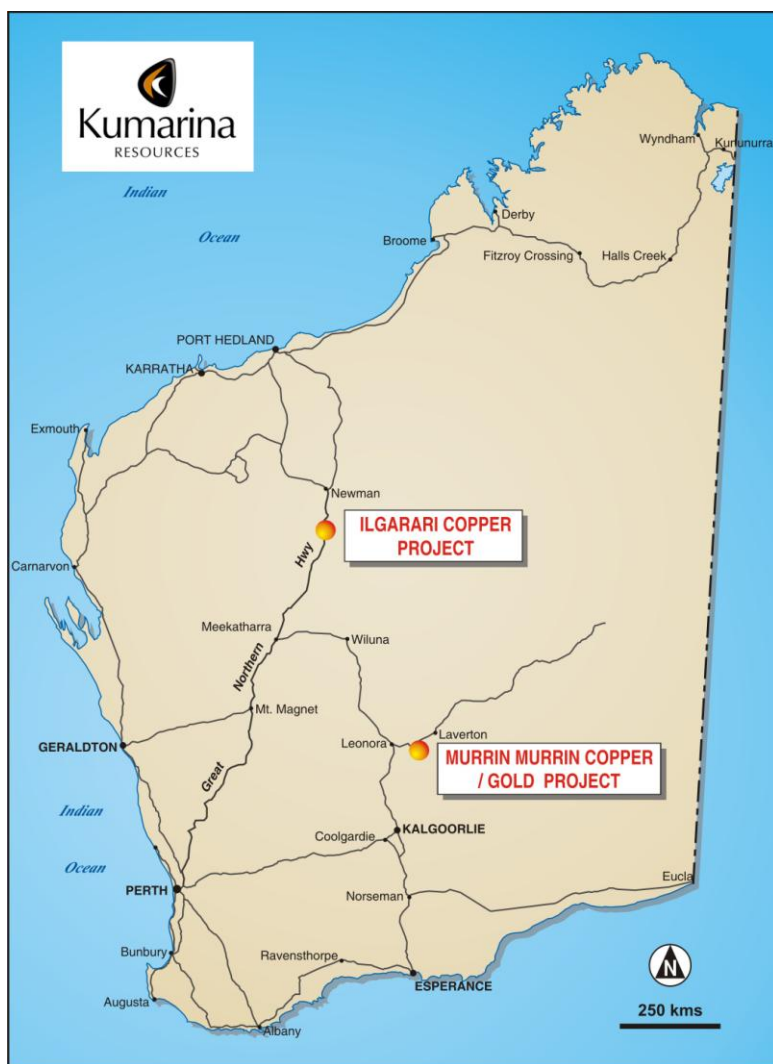 Kumarina
RESOURCES
Indian
Ocean
Wyndham
Kununurra
Derby
Broome
Fitzroy Crossing
Halls Creek
PORT HEDLAND
KARRATHA
Exmouth
Newman
ILGARARI COPPER
PROJECT
Hwy
Carnarvon
Meekatharra
Wiluna
Northern
Mt. Magnet
Laverton
Leonora
GERALDTON
MURRIN MURRIN COPPER
/ GOLD PROJECT
Great
Indian
Ocean
KALGOORLIE
Coolgardie
Eucla
PERTH
Norseman
Bunbury
Ravensthorpe
N
ESPERANCE
Augusta
250 kms
Albany